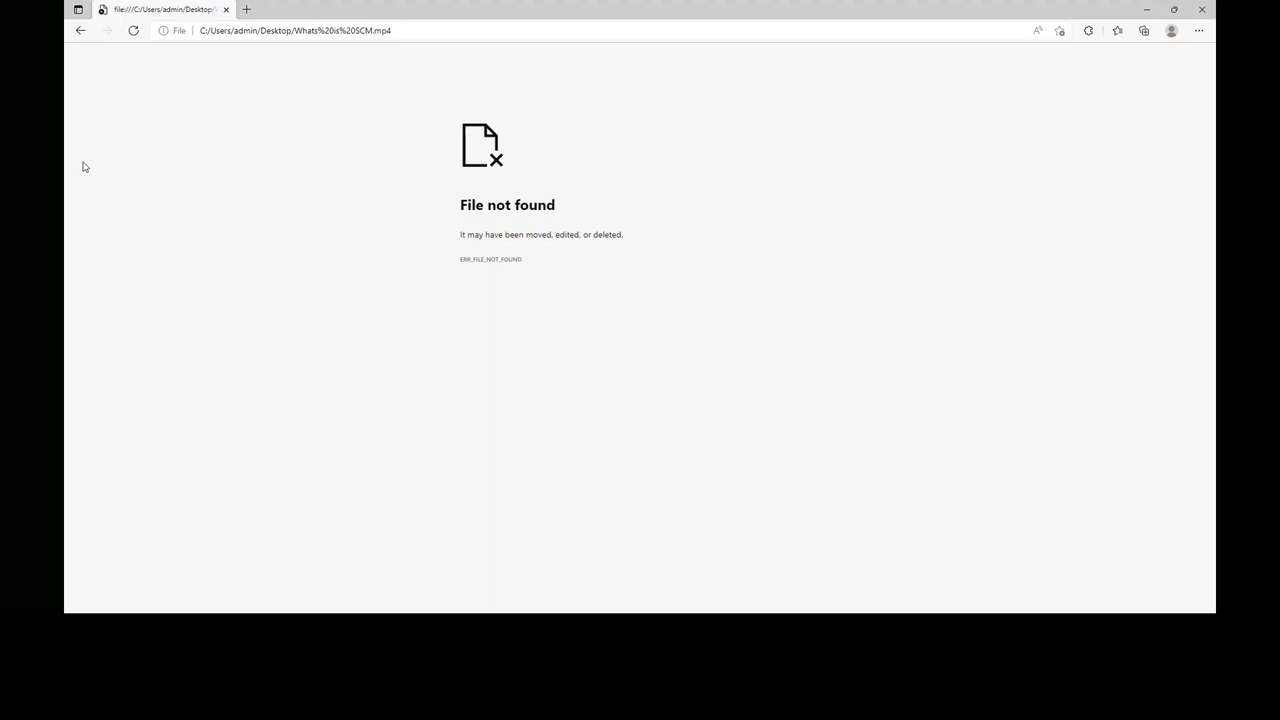 file:///C:/Users/admin/Desktop/
File
C:/Users/admin/Desktop/Whats%20is%20SCM.mp4
File not found
It may have been moved, edited, or deleted.
ERR_FILE_NOT_FOUND